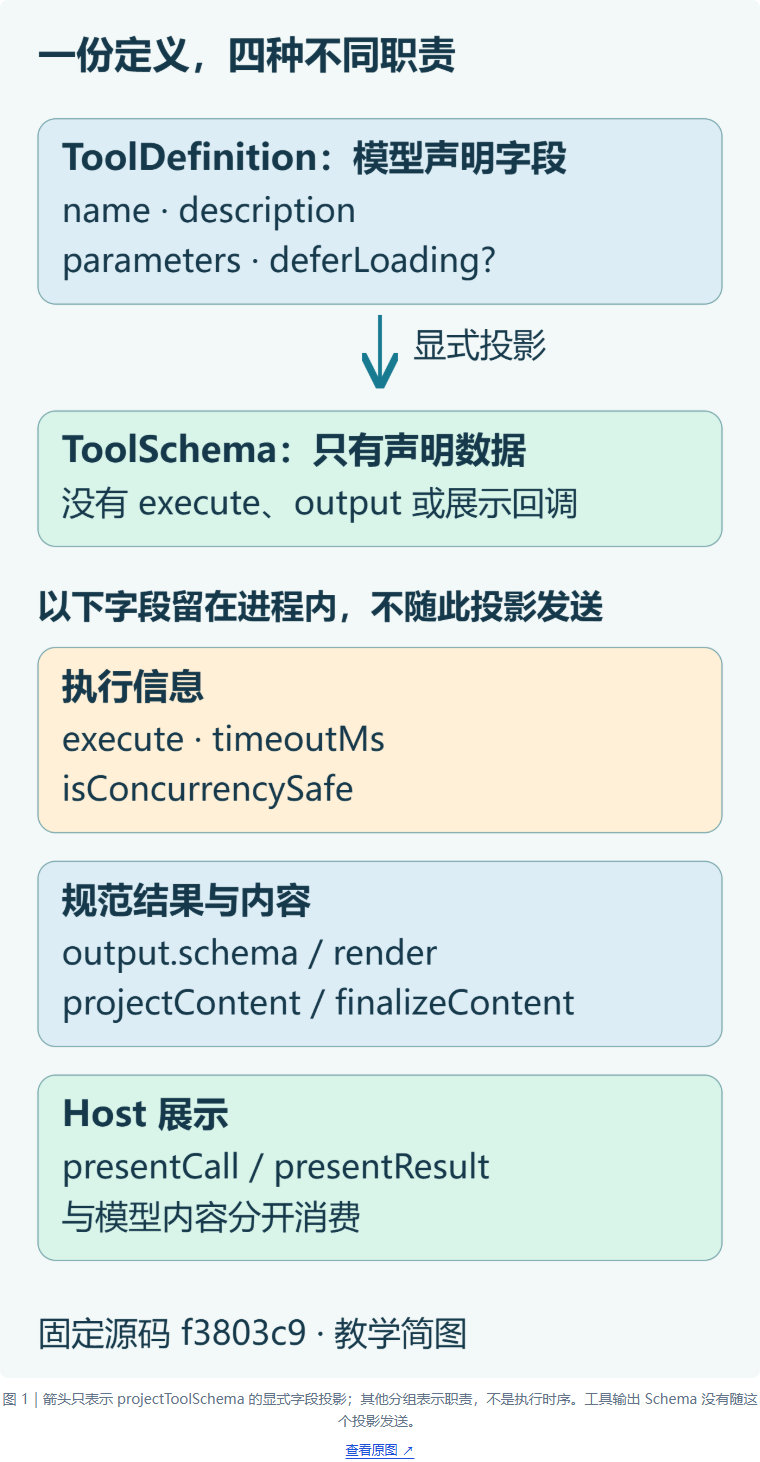 一份定义，四种不同职责
ToolDefinition：模型声明字段
name · description
parameters · deferLoading?
显式投影
ToolSchema：只有声明数据
没有 execute、output 或展示回调
以下字段留在进程内，不随此投影发送
执行信息
execute · timeoutMs
isConcurrencySafe
规范结果与内容
output.schema / render
projectContent / finalizeContent
Host 展示
presentCall / presentResult
与模型内容分开消费
固定源码 f3803c9 · 教学简图
图 1 | 箭头只表示 projectToolSchema 的显式字段投影；其他分组表示职责，不是执行时序。工具输出 Schema 没有随这
个投影发送。
查看原图 ↗